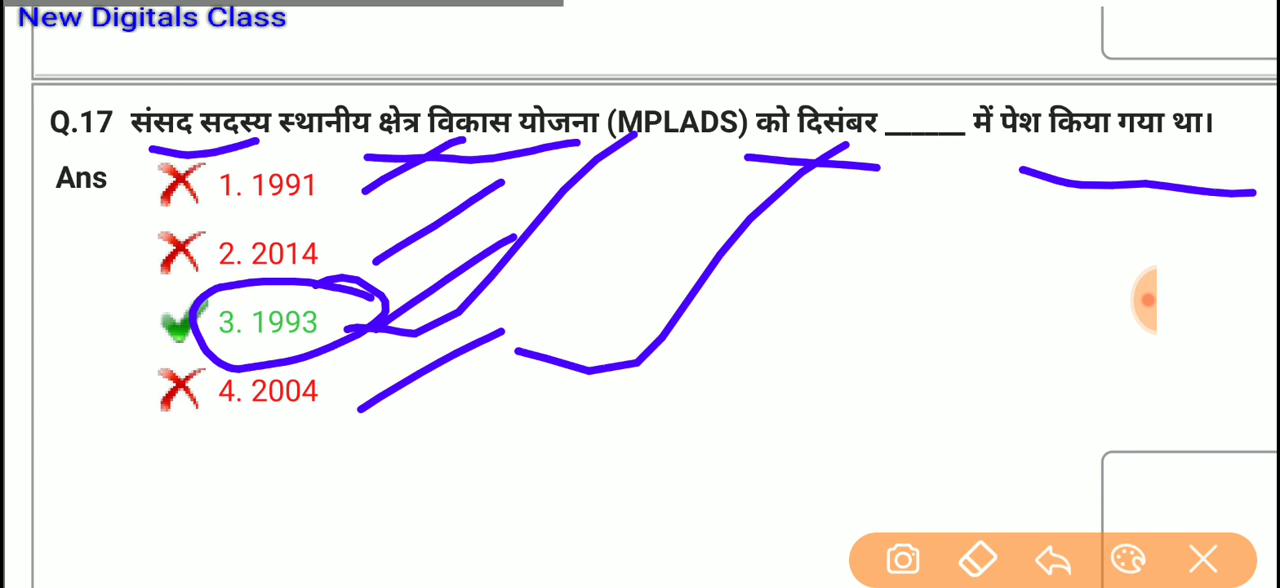 New Digitals Class
Q.17 संसद सदस्य स्थानीय क्षेत्र विकास योजना (MPLADS) को दिसंबर ______ में पेश किया गया था।
Ans 1. 1991
2. 2014
3. 1993
4. 2004